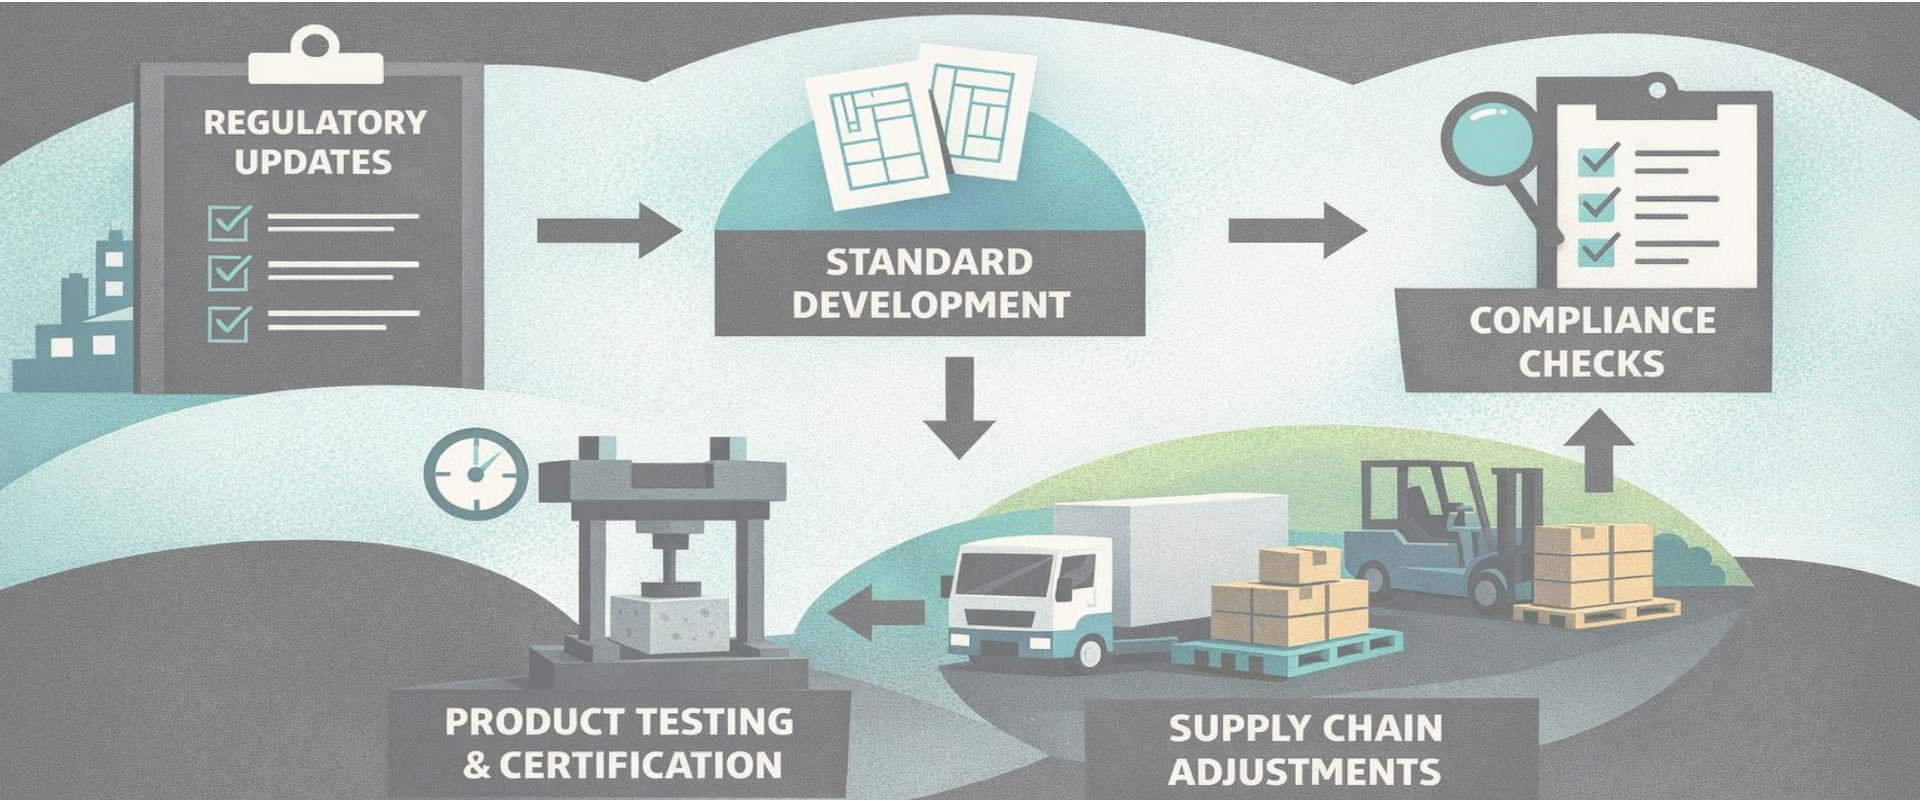 REGULATORY
UPDATES
STANDARD
DEVELOPMENT
COMPLIANCE
CHECKS
PRODUCT TESTING
& CERTIFICATION
SUPPLY CHAIN
ADJUSTMENTS